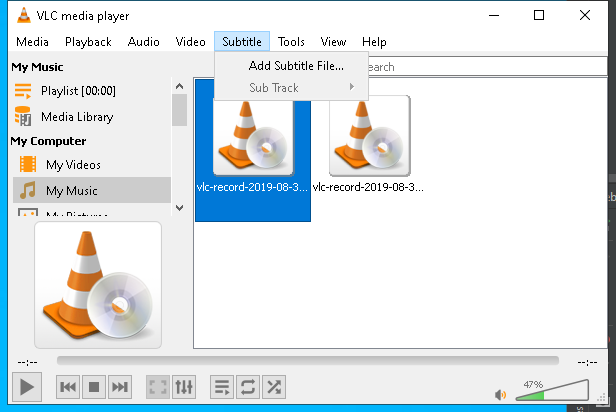 VLC media player
Media Playback Audio Video Subtitle Tools View Help
Add Subtitle File...
Sub Track
earch
My Music
Playlist [00:00]
Media Library
My Computer
My Videos
My Music
My Pictures
vlc-record-2019-08-3... vlc-record-2019-08-3...
--:-- --:--
47%